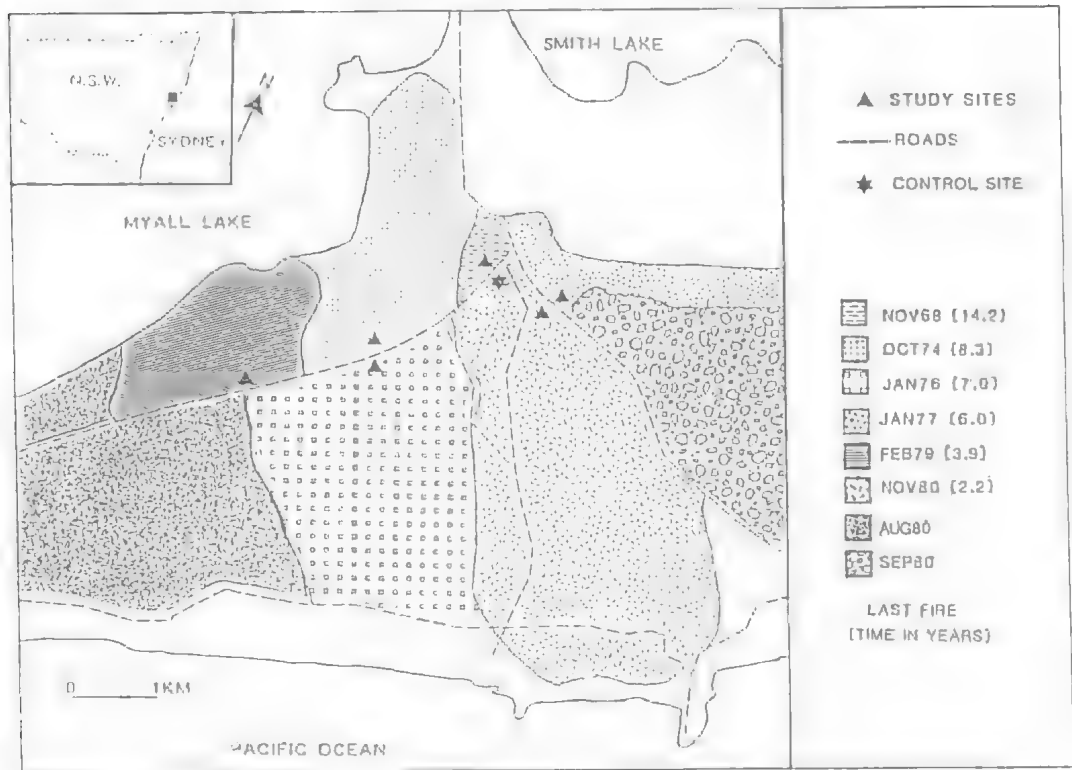 N.S.W.
SYDNEY
N
SMITH LAKE
MYALL LAKE
0 1KM
PACIFIC OCEAN
STUDY SITES
ROADS
CONTROL SITE
NOV68 (14.2)
OCT74 (8.3)
JAN76 (7.0)
JAN77 (6.0)
FEB79 (3.9)
NOV80 (2.2)
AUG80
SEP80
LAST FIRE
(TIME IN YEARS)